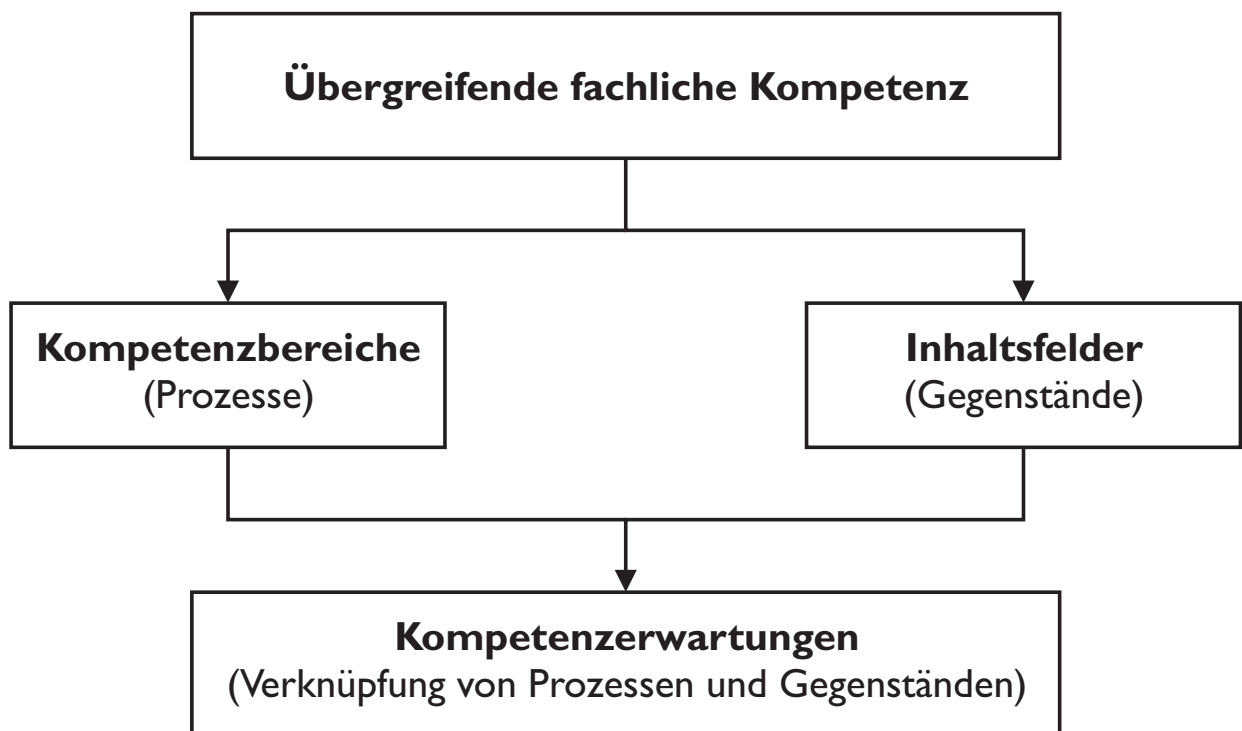 Übergreifende fachliche Kompetenz
Kompetenzbereiche
(Prozesse)
Inhaltsfelder
(Gegenstände)
Kompetenzerwartungen
(Verknüpfung von Prozessen und Gegenständen)